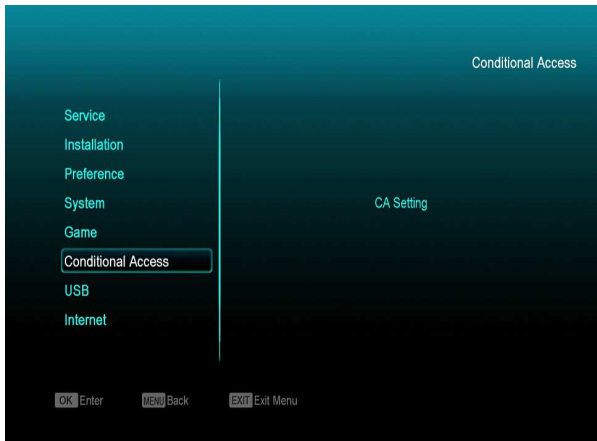 Conditional Access
Service
Installation
Preference
System
CA Setting
Game
Conditional Access
USB
Internet
OK Enter MENU Back EXIT Exit Menu